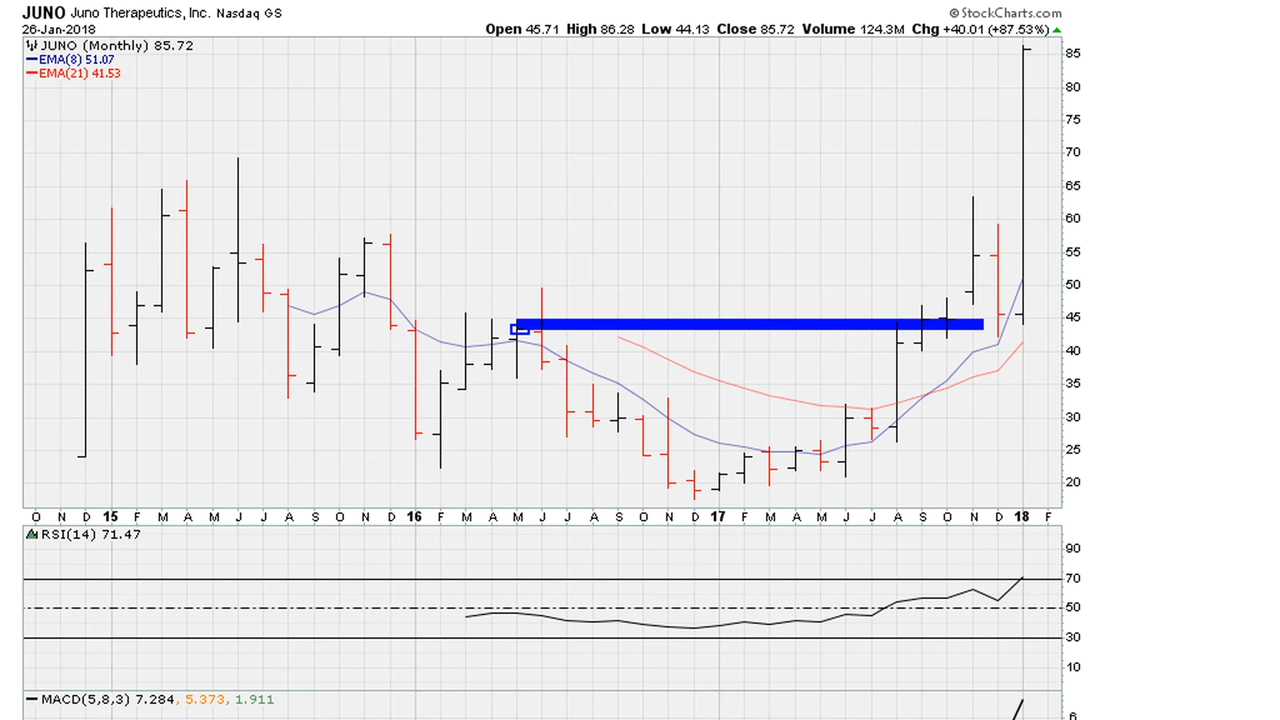 JUNO Juno Therapeutics, Inc. Nasdaq GS
© StockCharts.com
26-Jan-2018
Open 45.71 High 86.28 Low 44.13 Close 85.72 Volume 124.3M Chg +40.01 (+87.53%)
JUNO (Monthly) 85.72
EMA(8) 51.07
EMA(21) 41.53
85
80
75
70
65
60
55
50
45
40
35
30
25
20
O N D 15 F M A M J J A S O N D 16 F M A M J J A S O N D 17 F M A M J J A S O N D 18 F
RSI(14) 71.47
90
70
50
30
10
MACD(5,8,3) 7.284, 5.373, 1.911
6